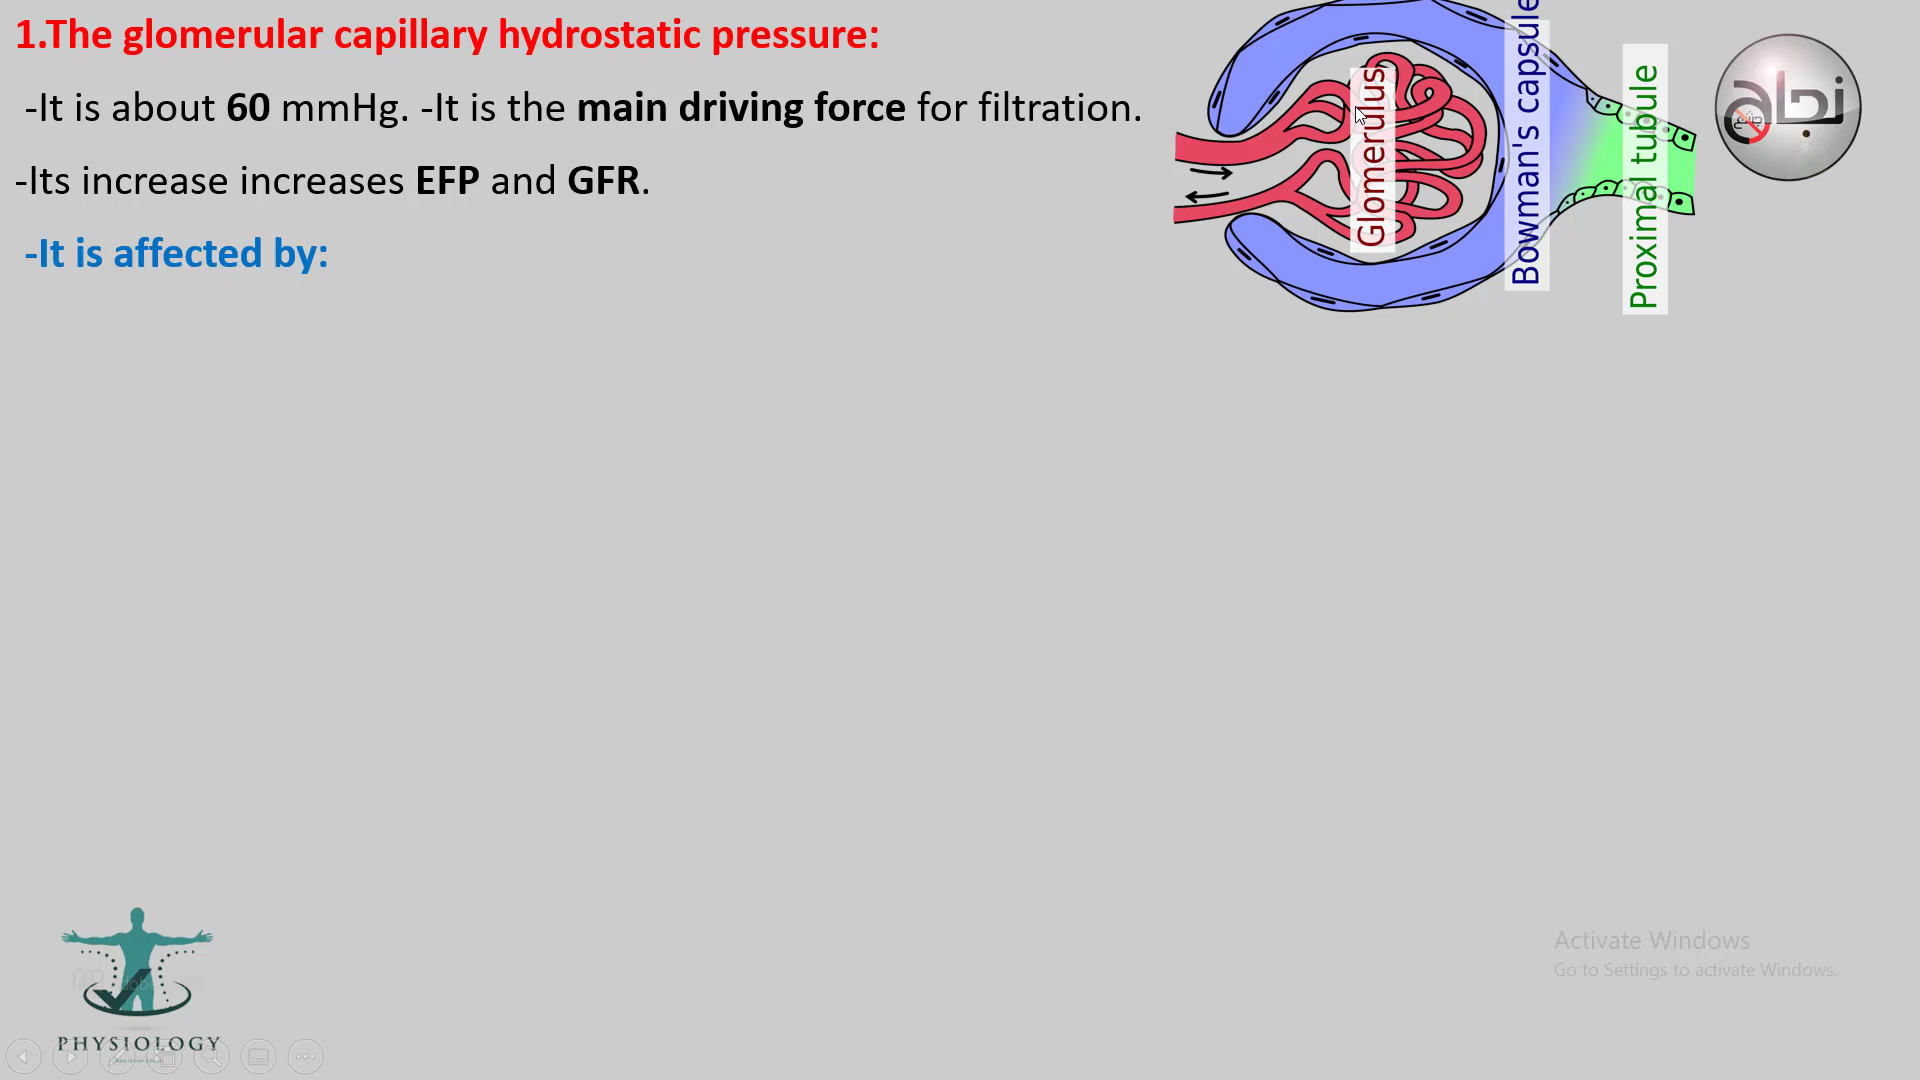 1.The glomerular capillary hydrostatic pressure:
-It is about 60 mmHg. -It is the main driving force for filtration.
-Its increase increases EFP and GFR.
-It is affected by:
Glomerulus
Bowman's capsule
Proximal tubule
Activate Windows
Go to Settings to activate Windows.
PHYSIOLOGY